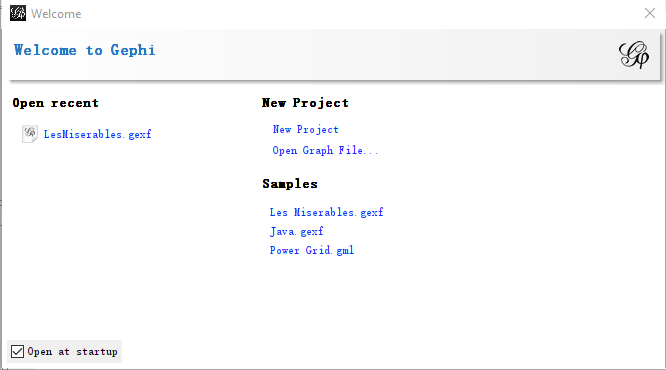 Welcome
Welcome to Gephi
Open recent
LesMiserables.gexf
New Project
New Project
Open Graph File...
Samples
Les Miserables.gexf
Java.gexf
Power Grid.gml
Open at startup